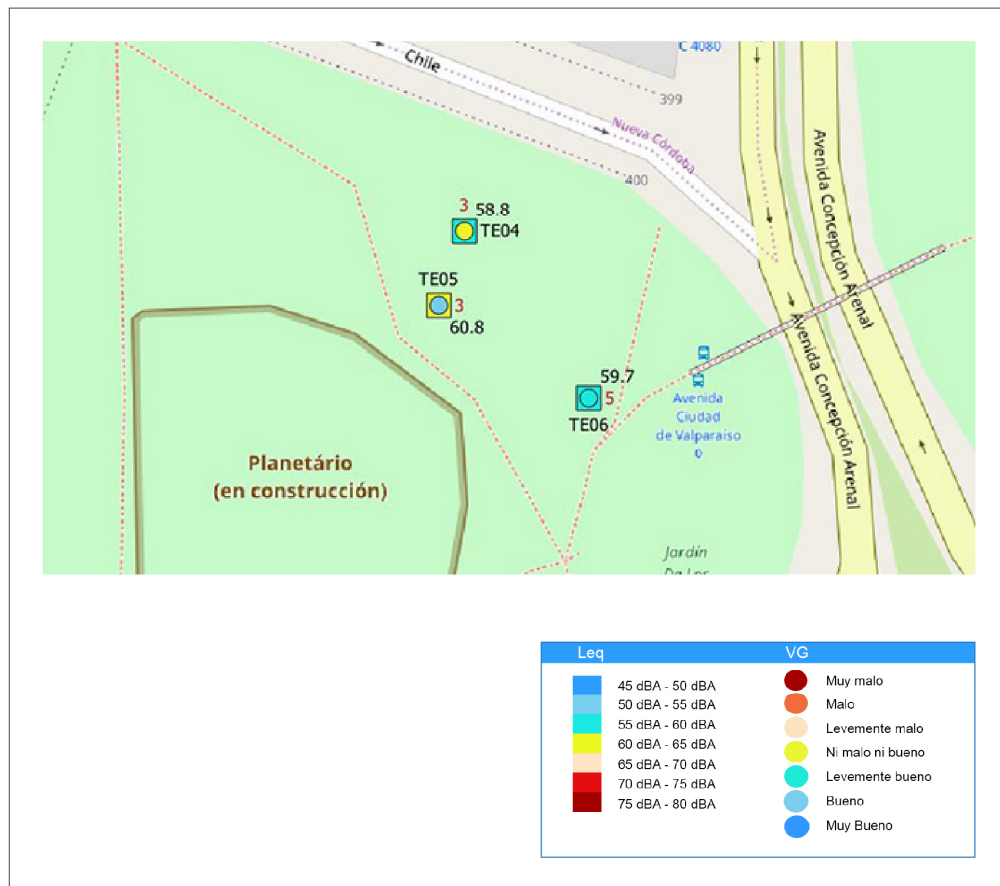 C 4080
Chile
399
Nueva Córdoba
400
Avenida Concepción Arenal
Avenida Concepción Arenal
Avenida Concepción Arenal
3 58.8
TE04
TE05
3
60.8
59.7
5
TE06
Avenida
Ciudad
de Valparaíso
0
Planetário
(en construcción)
Jardín
De Los
Leq VG
45 dBA - 50 dBA
50 dBA - 55 dBA
55 dBA - 60 dBA
60 dBA - 65 dBA
65 dBA - 70 dBA
70 dBA - 75 dBA
75 dBA - 80 dBA
Muy malo
Malo
Levemente malo
Ni malo ni bueno
Levemente bueno
Bueno
Muy Bueno